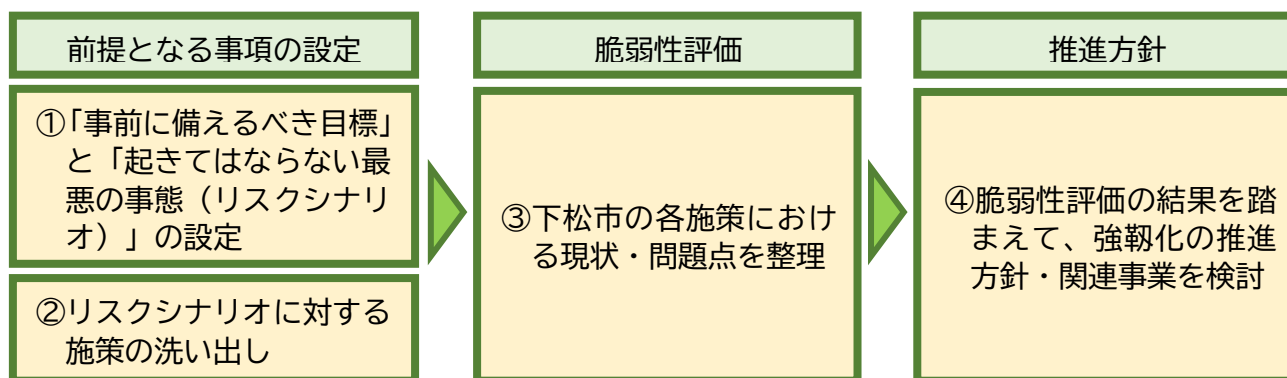 前提となる事項の設定
①「事前に備えるべき目標」
と「起きてはならない最
悪の事態（リスクシナリ
オ）」の設定
②リスクシナリオに対する
施策の洗い出し
脆弱性評価
③下松市の各施策におけ
る現状・問題点を整理
推進方針
④脆弱性評価の結果を踏
まえて、強靱化の推進
方針・関連事業を検討